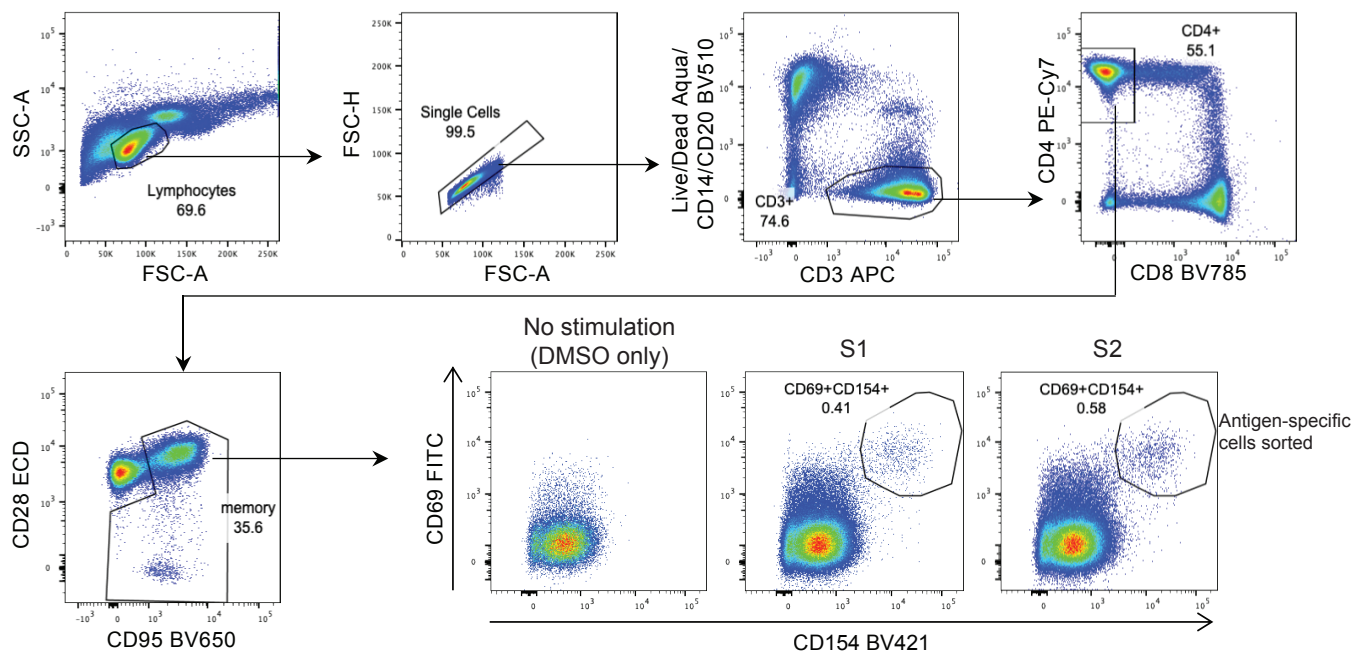 SSC-A
10⁵
10⁴
10³
0
-10³
Lymphocytes
69.6
0
50K
100K
150K
200K
250K
FSC-A
FSC-H
250K
200K
150K
100K
50K
0
Single Cells
99.5
0
50K
100K
150K
200K
250K
FSC-A
Live/Dead Aqua/
CD14/CD20 BV510
10⁵
10⁴
10³
0
CD3+
74.6
-10³
0
10³
10⁴
10⁵
CD3 APC
CD4 PE-Cy7
10⁵
10⁴
10³
0
CD4+
55.1
0
10³
10⁴
10⁵
CD8 BV785
CD28 ECD
10⁵
10⁴
10³
0
memory
35.6
0
10³
10⁴
10⁵
CD95 BV650
CD69 FITC
No stimulation
(DMSO only)
10⁵
10⁴
10³
0
0
10³
10⁴
10⁵
S1
10⁵
10⁴
10³
0
CD69+CD154+
0.41
0
10³
10⁴
10⁵
S2
10⁵
10⁴
10³
0
CD69+CD154+
0.58
0
10³
10⁴
10⁵
Antigen-specific
cells sorted
CD154 BV421